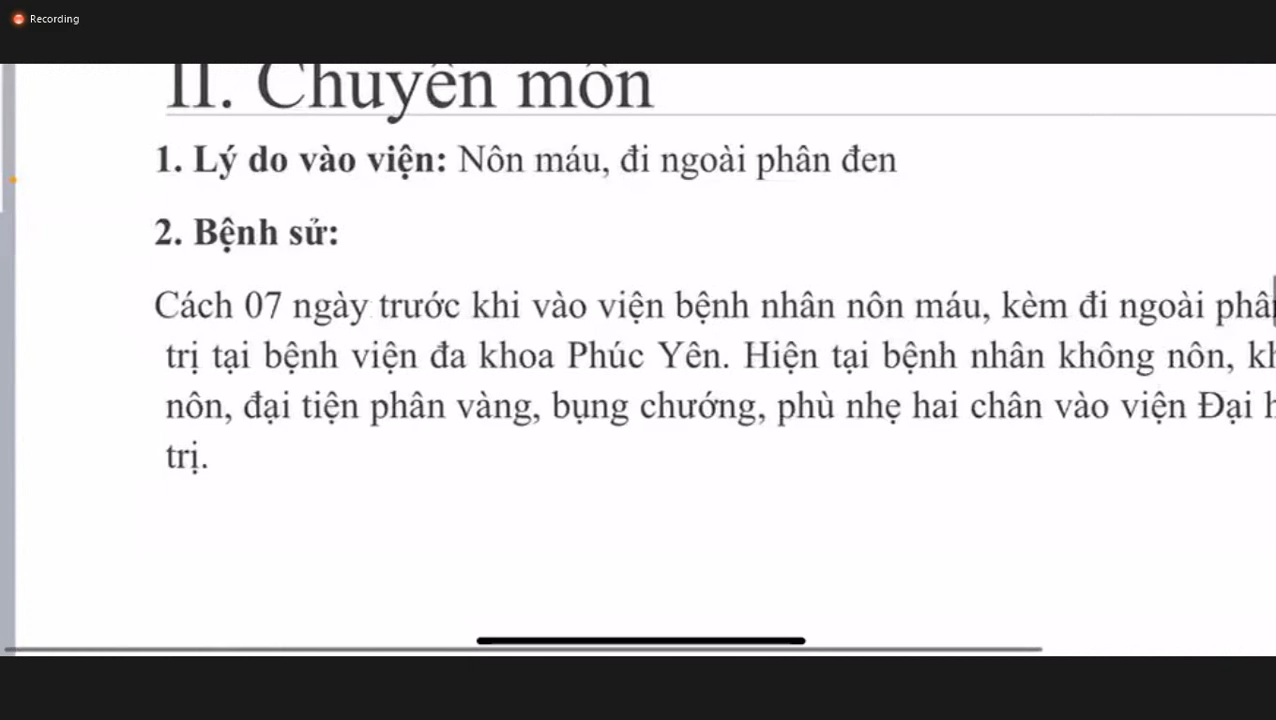 Recording
II. Chuyên môn
1. Lý do vào viện: Nôn máu, đi ngoài phân đen
2. Bệnh sử:
Cách 07 ngày trước khi vào viện bệnh nhân nôn máu, kèm đi ngoài
trị tại bệnh viện đa khoa Phúc Yên. Hiện tại bệnh nhân không nôn,
nôn, đại tiện phân vàng, bụng chướng, phù nhẹ hai chân vào viện Đại
trị.